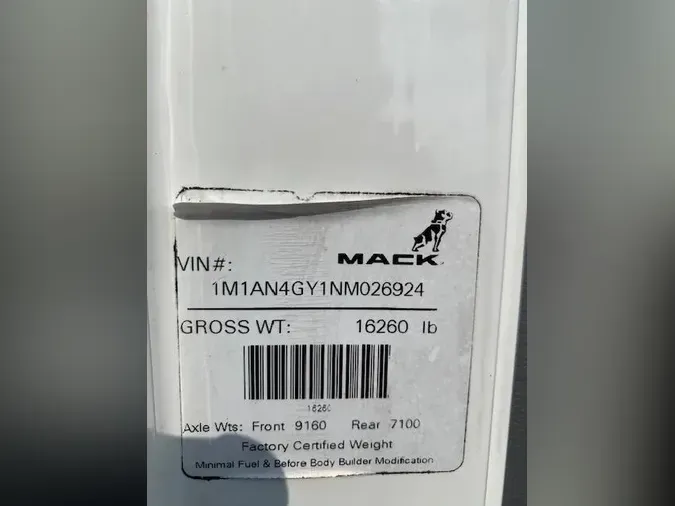 MACK
VIN#:
1M1AN4GY1NM026924
GROSS WT: 16260 lb
16260
Axle Wts: Front 9160 Rear 7100
Factory Certified Weight
Minimal Fuel & Before Body Builder Modification